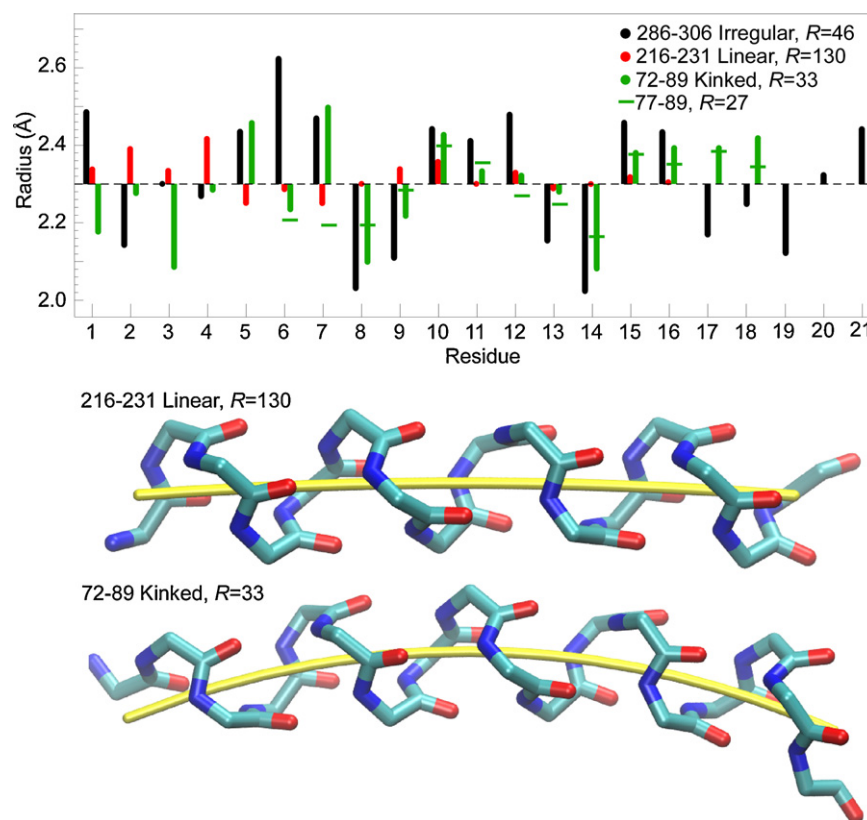 286-306 Irregular, R=46
216-231 Linear, R=130
72-89 Kinked, R=33
77-89, R=27
Radius (Å)
2.6
2.4
2.2
2.0
1 2 3 4 5 6 7 8 9 10 11 12 13 14 15 16 17 18 19 20 21
Residue
216-231 Linear, R=130
72-89 Kinked, R=33